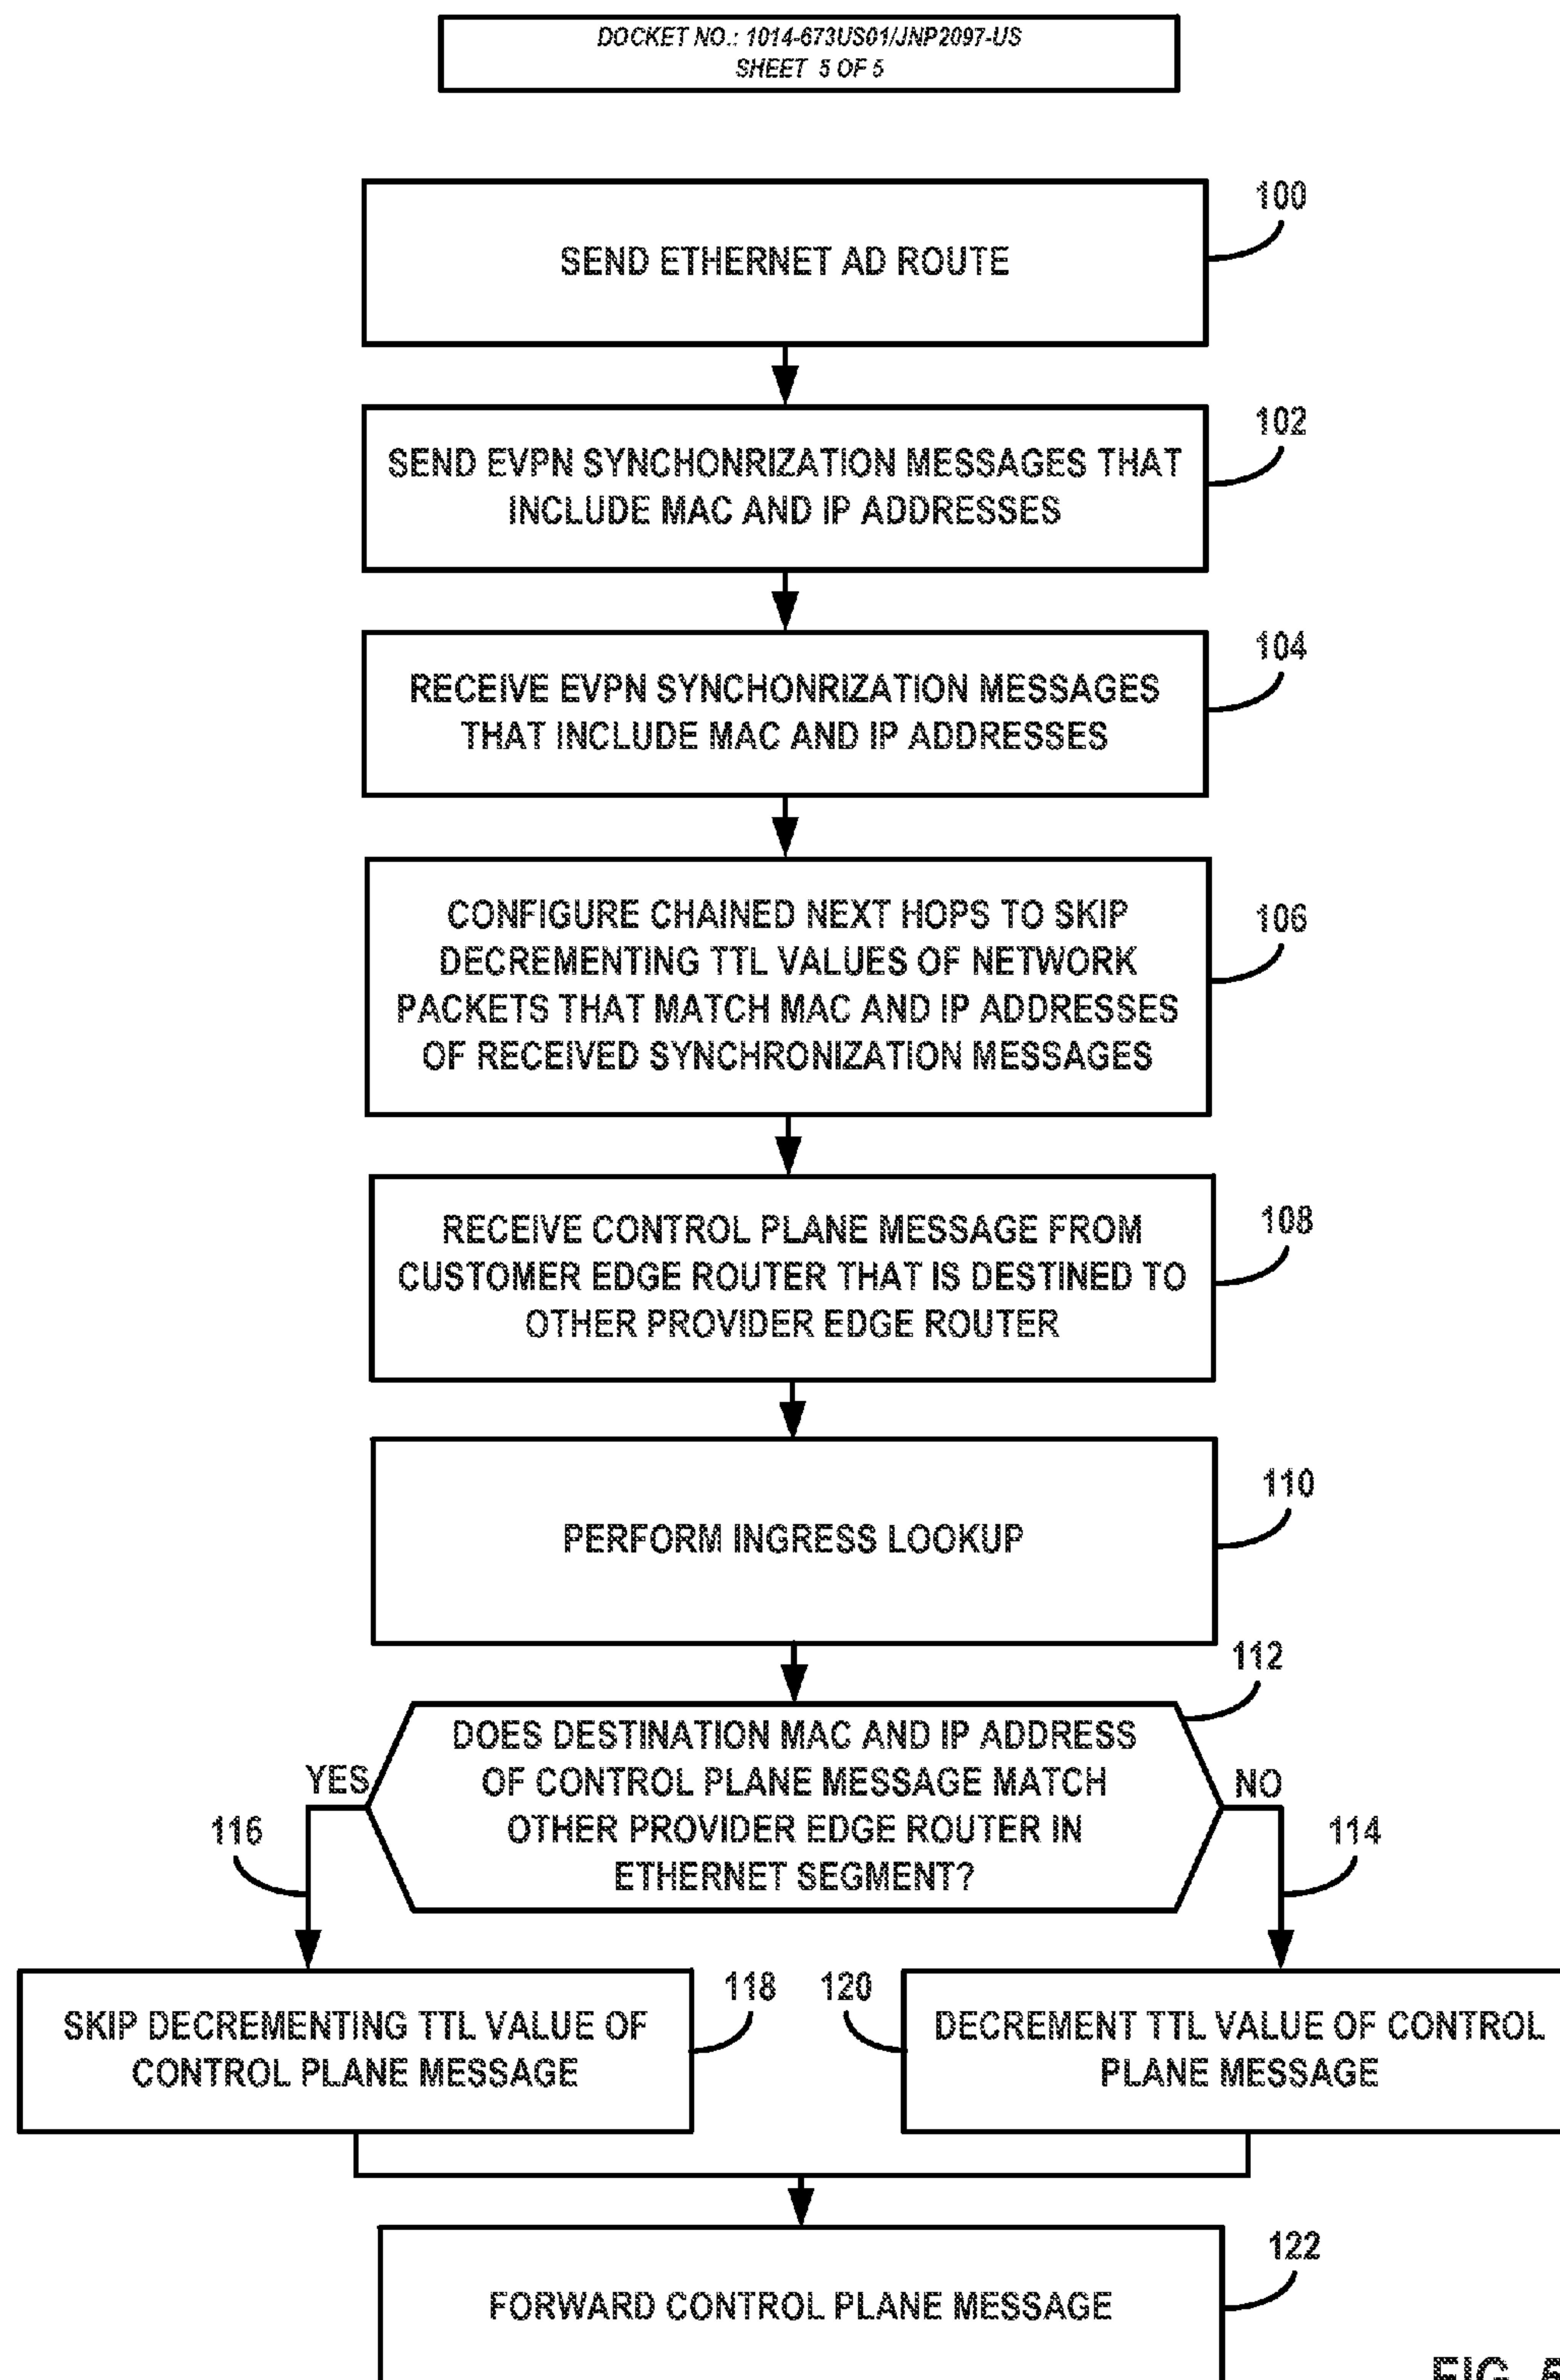 DOCKET NO.: 1014-673US01/JNP2097-US
SHEET 5 OF 5
100
SEND ETHERNET AD ROUTE
102
SEND EVPN SYNCHONRIZATION MESSAGES THAT
INCLUDE MAC AND IP ADDRESSES
104
RECEIVE EVPN SYNCHONRIZATION MESSAGES
THAT INCLUDE MAC AND IP ADDRESSES
106
CONFIGURE CHAINED NEXT HOPS TO SKIP
DECREMENTING TTL VALUES OF NETWORK
PACKETS THAT MATCH MAC AND IP ADDRESSES
OF RECEIVED SYNCHRONIZATION MESSAGES
108
RECEIVE CONTROL PLANE MESSAGE FROM
CUSTOMER EDGE ROUTER THAT IS DESTINED TO
OTHER PROVIDER EDGE ROUTER
110
PERFORM INGRESS LOOKUP
112
DOES DESTINATION MAC AND IP ADDRESS
OF CONTROL PLANE MESSAGE MATCH
OTHER PROVIDER EDGE ROUTER IN
ETHERNET SEGMENT?
YES
NO
116
114
118
120
SKIP DECREMENTING TTL VALUE OF
CONTROL PLANE MESSAGE
DECREMENT TTL VALUE OF CONTROL
PLANE MESSAGE
122
FORWARD CONTROL PLANE MESSAGE
FIG.